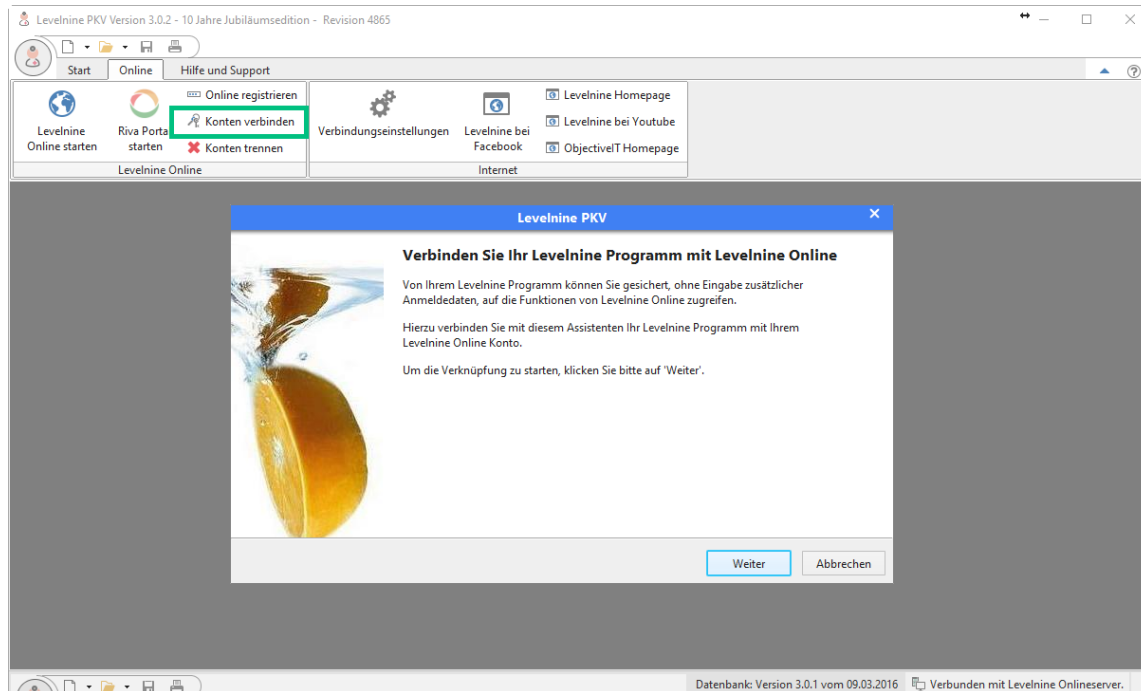 Levelnine PKV Version 3.0.2 - 10 Jahre Jubiläumsedition - Revision 4865
Start Online Hilfe und Support
Levelnine
Online starten
Riva Porta
starten
Online registrieren
Konten verbinden
Konten trennen
Levelnine Online
Verbindungseinstellungen
Levelnine bei
Facebook
Levelnine Homepage
Levelnine bei Youtube
ObjectiveIT Homepage
Internet
Levelnine PKV
Verbinden Sie Ihr Levelnine Programm mit Levelnine Online
Von Ihrem Levelnine Programm können Sie gesichert, ohne Eingabe zusätzlicher
Anmeldedaten, auf die Funktionen von Levelnine Online zugreifen.
Hierzu verbinden Sie mit diesem Assistenten Ihr Levelnine Programm mit Ihrem
Levelnine Online Konto.
Um die Verknüpfung zu starten, klicken Sie bitte auf 'Weiter'.
Weiter Abbrechen
Datenbank: Version 3.0.1 vom 09.03.2016 Verbunden mit Levelnine Onlineserver.